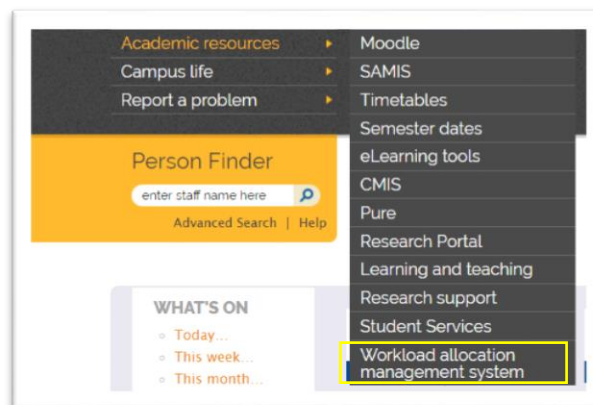 Academic resources
Campus life
Report a problem
Moodle
SAMIS
Timetables
Semester dates
eLearning tools
CMIS
Pure
Research Portal
Learning and teaching
Research support
Student Services
Workload allocation
management system
Person Finder
enter staff name here
Advanced Search | Help
WHAT'S ON
Today...
This week...
This month...